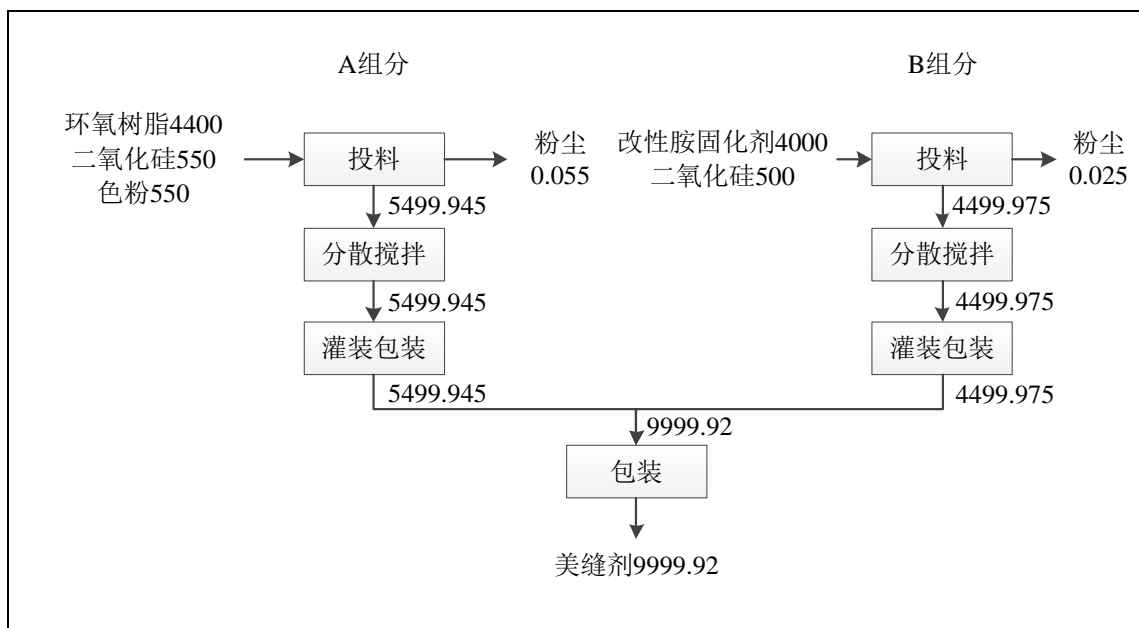 A组分
B组分
环氧树脂4400
二氧化硅550
色粉550
投料
粉尘
0.055
改性胺固化剂4000
二氧化硅500
投料
粉尘
0.025
5499.945
4499.975
分散搅拌
分散搅拌
5499.945
4499.975
灌装包装
灌装包装
5499.945
4499.975
9999.92
包装
美缝剂9999.92